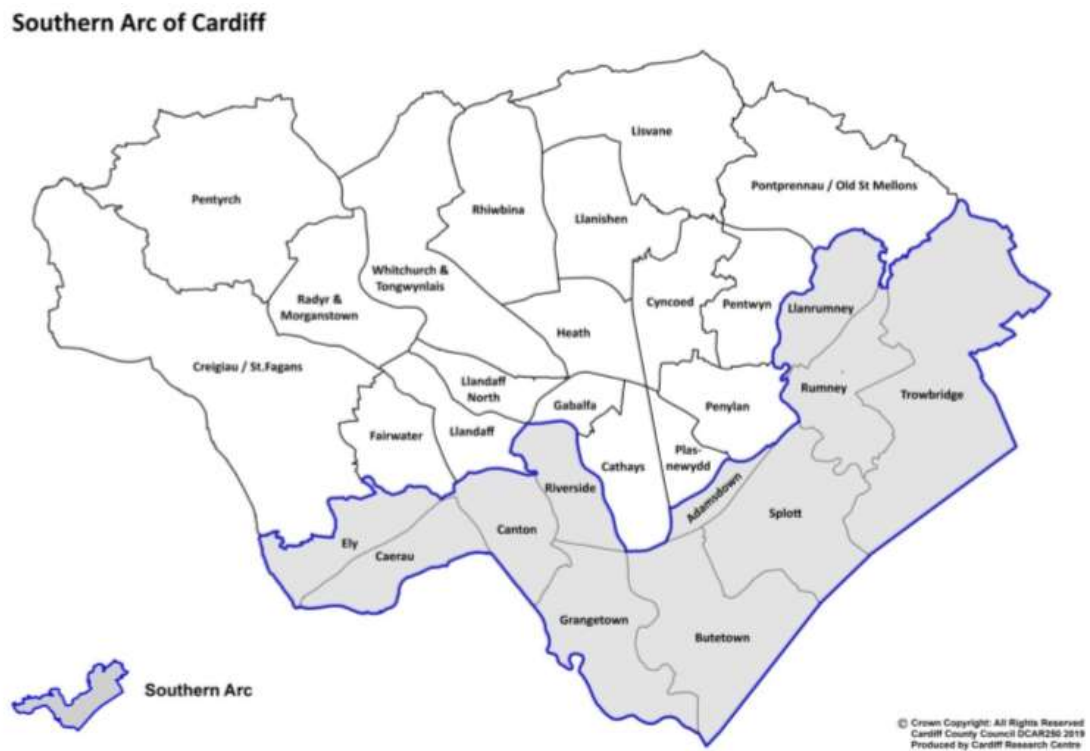 Southern Arc of Cardiff
Lisvane
Pontprennau / Old St Mellons
Pentyrch
Rhiwbina
Llanishen
Whitchurch &
Tongwynlais
Radyr &
Morganstown
Cyncoed
Pentwyn
Llanrumney
Heath
Creigiau / St.Fagans
Llandaff
North
Gabalfa
Penylan
Rumney
Trowbridge
Fairwater
Llandaff
Cathays
Plas-
newydd
Riverside
Adamsdown
Splott
Canton
Ely
Caerau
Grangetown
Butetown
Southern Arc
© Crown Copyright: All Rights Reserved
Cardiff County Council DCAR250 2019
Produced by Cardiff Research Centre